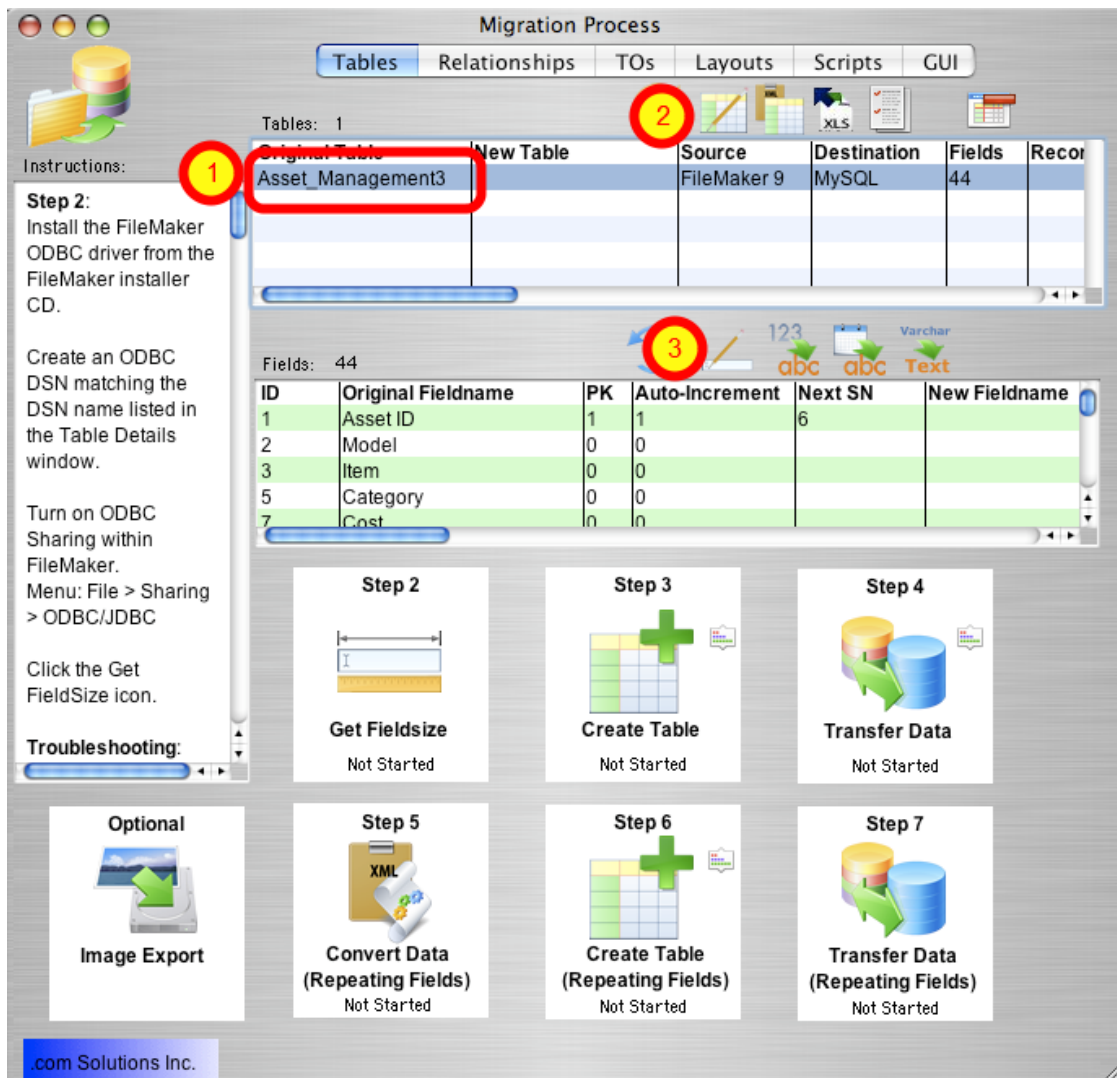 Migration Process
Tables Relationships TOs Layouts Scripts GUI
2
XML
XLS
Tables: 1
Instructions:
1
Original Table New Table Source Destination Fields Recor
Asset_Management3 FileMaker 9 MySQL 44
Step 2:
Install the FileMaker
ODBC driver from the
FileMaker installer
CD.
Create an ODBC
DSN matching the
DSN name listed in
the Table Details
window.
Turn on ODBC
Sharing within
FileMaker.
Menu: File > Sharing
> ODBC/JDBC
Click the Get
FieldSize icon.
Troubleshooting:
3
123
abc
abc
Varchar
Text
Fields: 44
ID Original Fieldname PK Auto-Increment Next SN New Fieldname
1 Asset ID 1 1 6
2 Model 0 0
3 Item 0 0
5 Category 0 0
7 Cost 0 0
Step 2
Get Fieldsize
Not Started
Step 3
Create Table
Not Started
Step 4
Transfer Data
Not Started
Optional
Image Export
Step 5
XML
Convert Data
(Repeating Fields)
Not Started
Step 6
Create Table
(Repeating Fields)
Not Started
Step 7
Transfer Data
(Repeating Fields)
Not Started
.com Solutions Inc.